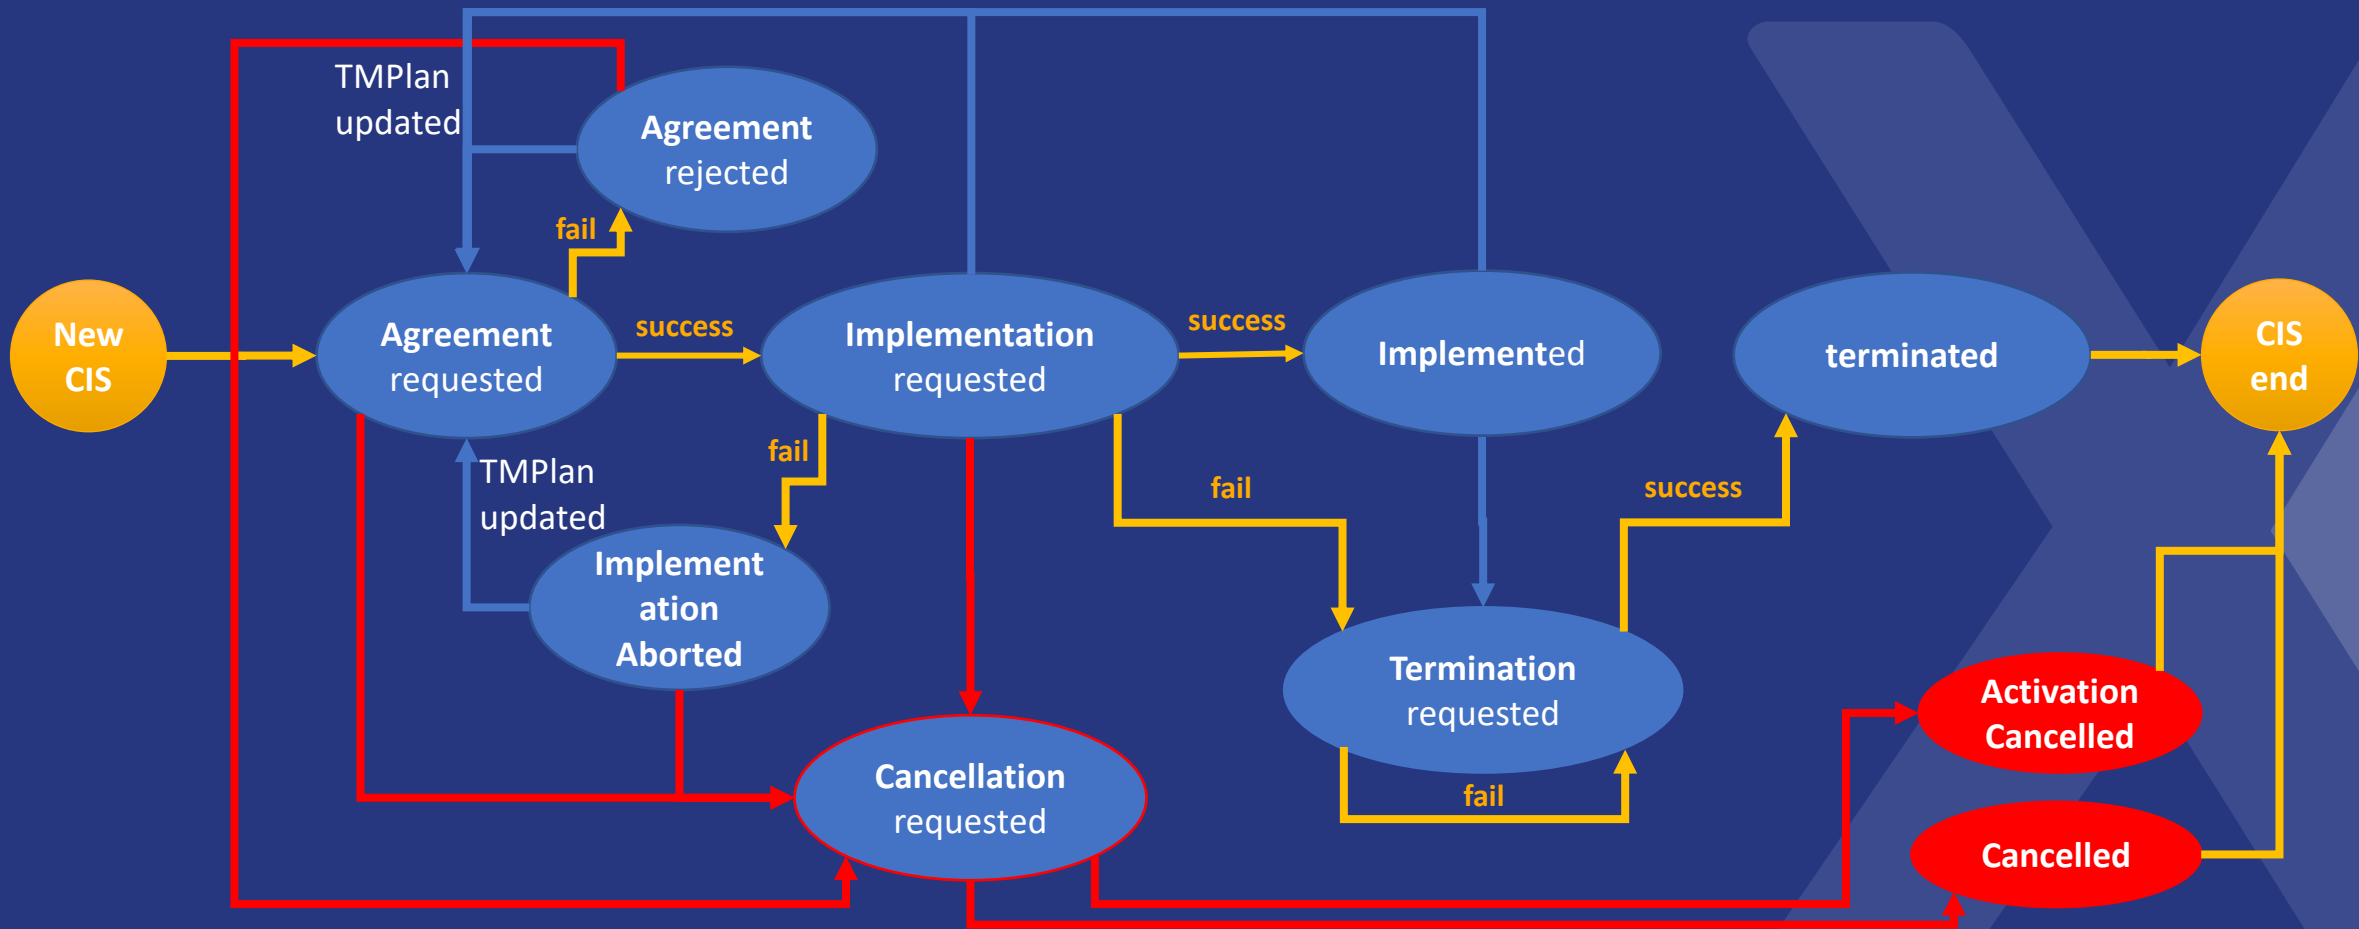 TMPlan
updated
Agreement
rejected
fail
New
CIS
Agreement
requested
success
Implementation
requested
success
Implemented
terminated
CIS
end
TMPlan
updated
fail
fail
success
Implement
ation
Aborted
Termination
requested
Activation
Cancelled
Cancellation
requested
fail
Cancelled